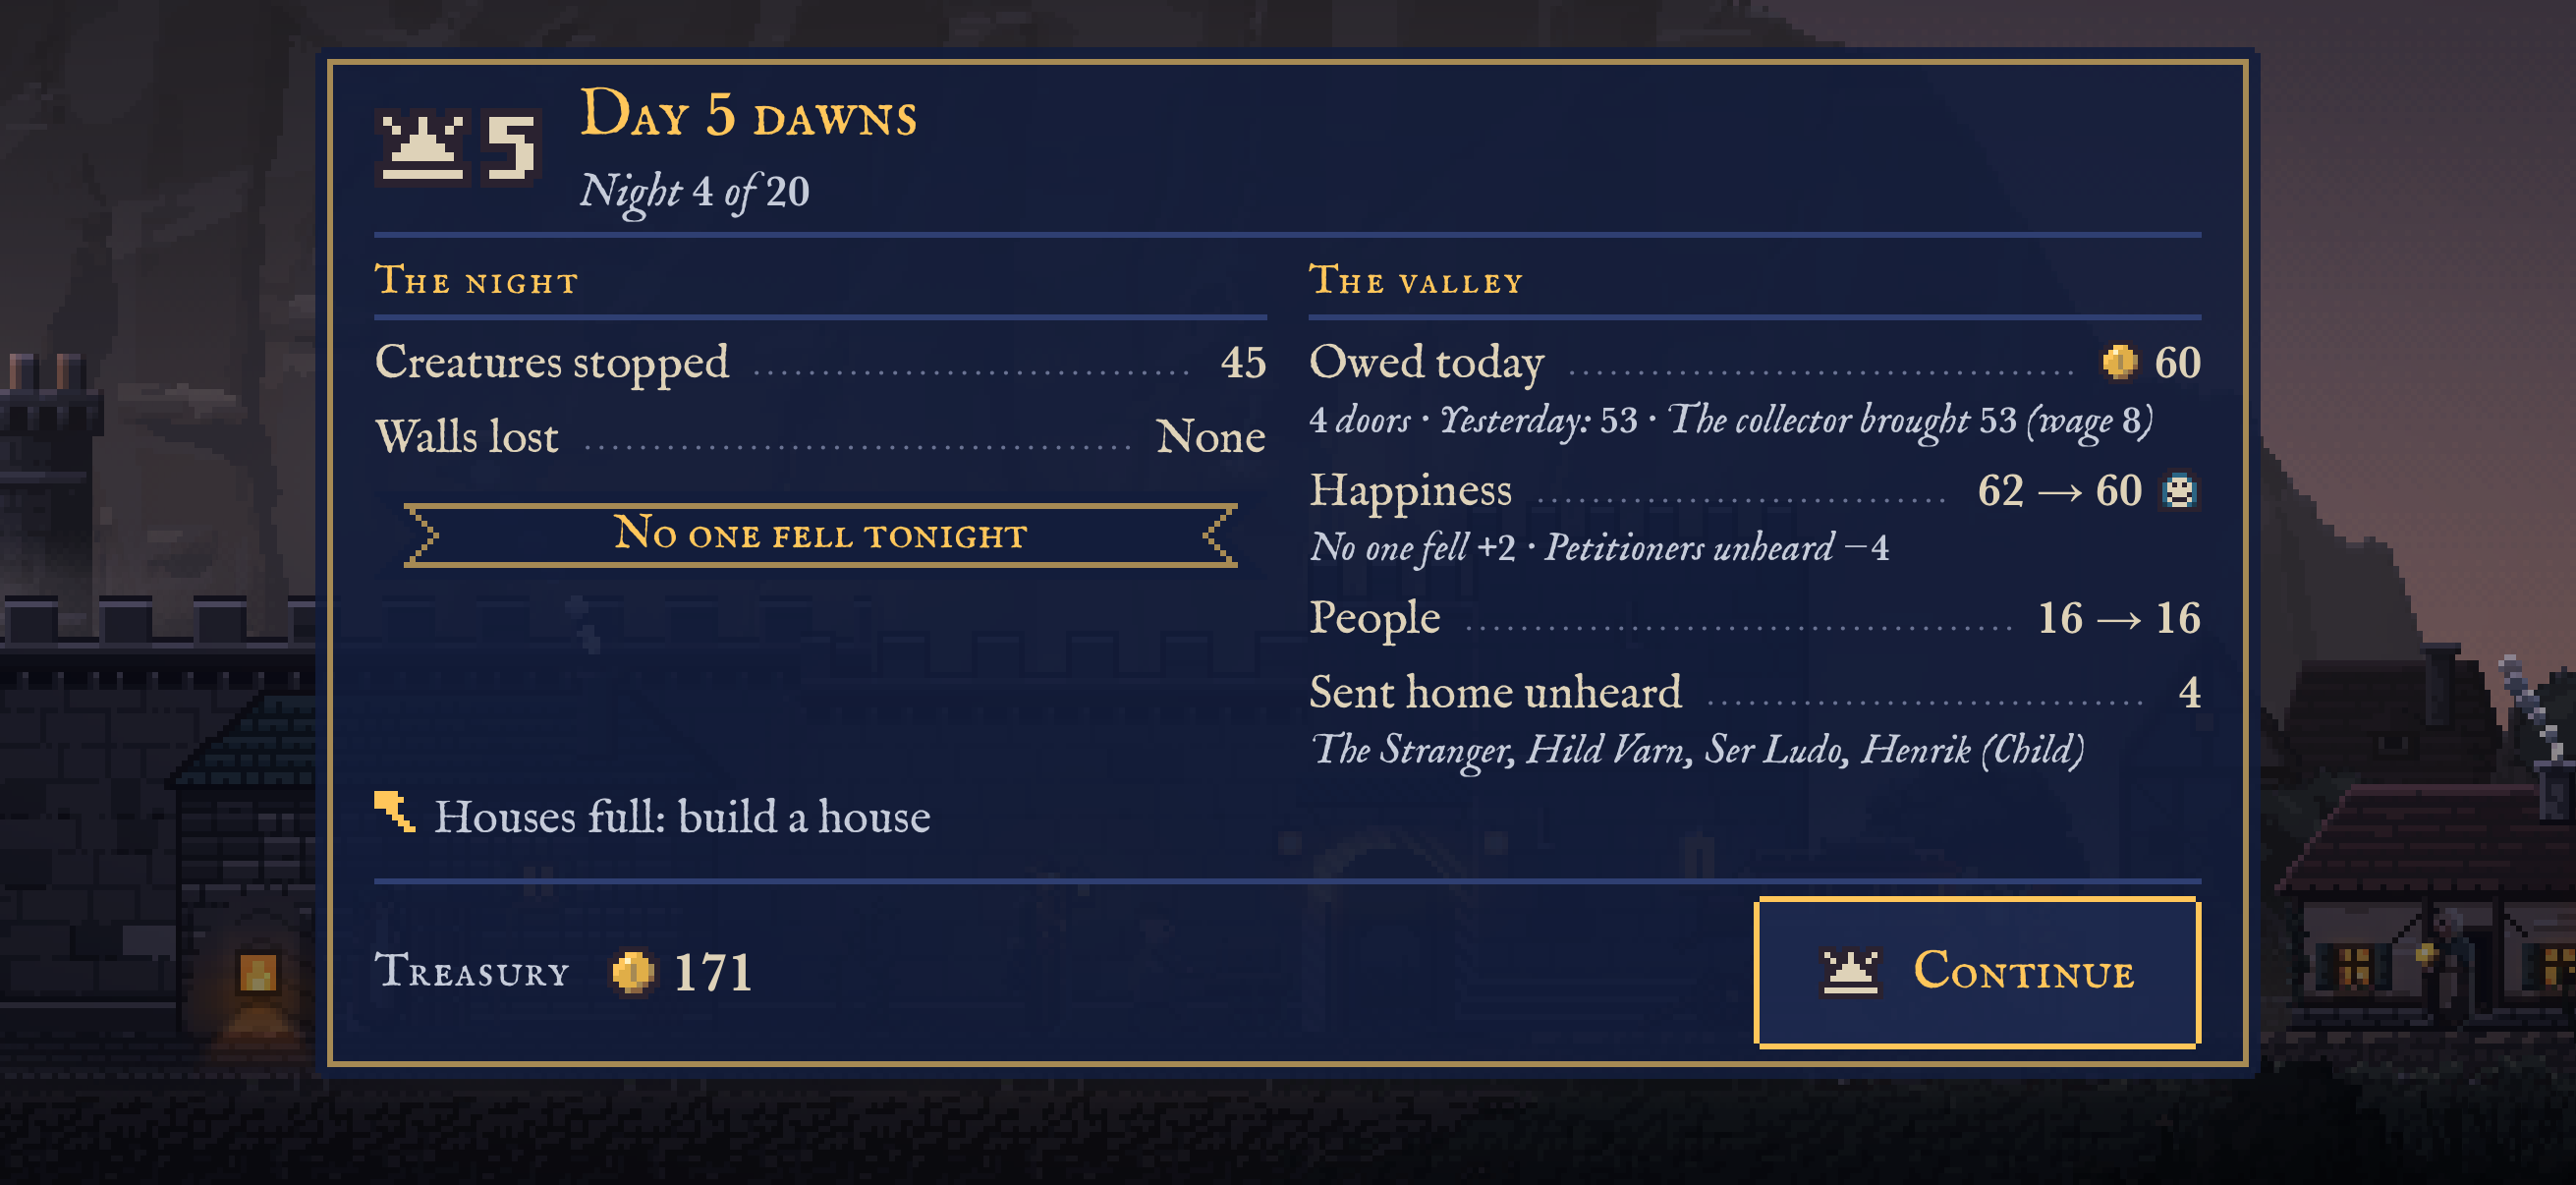 5
Day 5 dawns
Night 4 of 20
The night
Creatures stopped 45
Walls lost None
No one fell tonight
Houses full: build a house
The valley
Owed today 60
4 doors · Yesterday: 53 · The collector brought 53 (wage 8)
Happiness 62 → 60
No one fell +2 · Petitioners unheard −4
People 16 → 16
Sent home unheard 4
The Stranger, Hild Varn, Ser Ludo, Henrik (Child)
Treasury 171
Continue